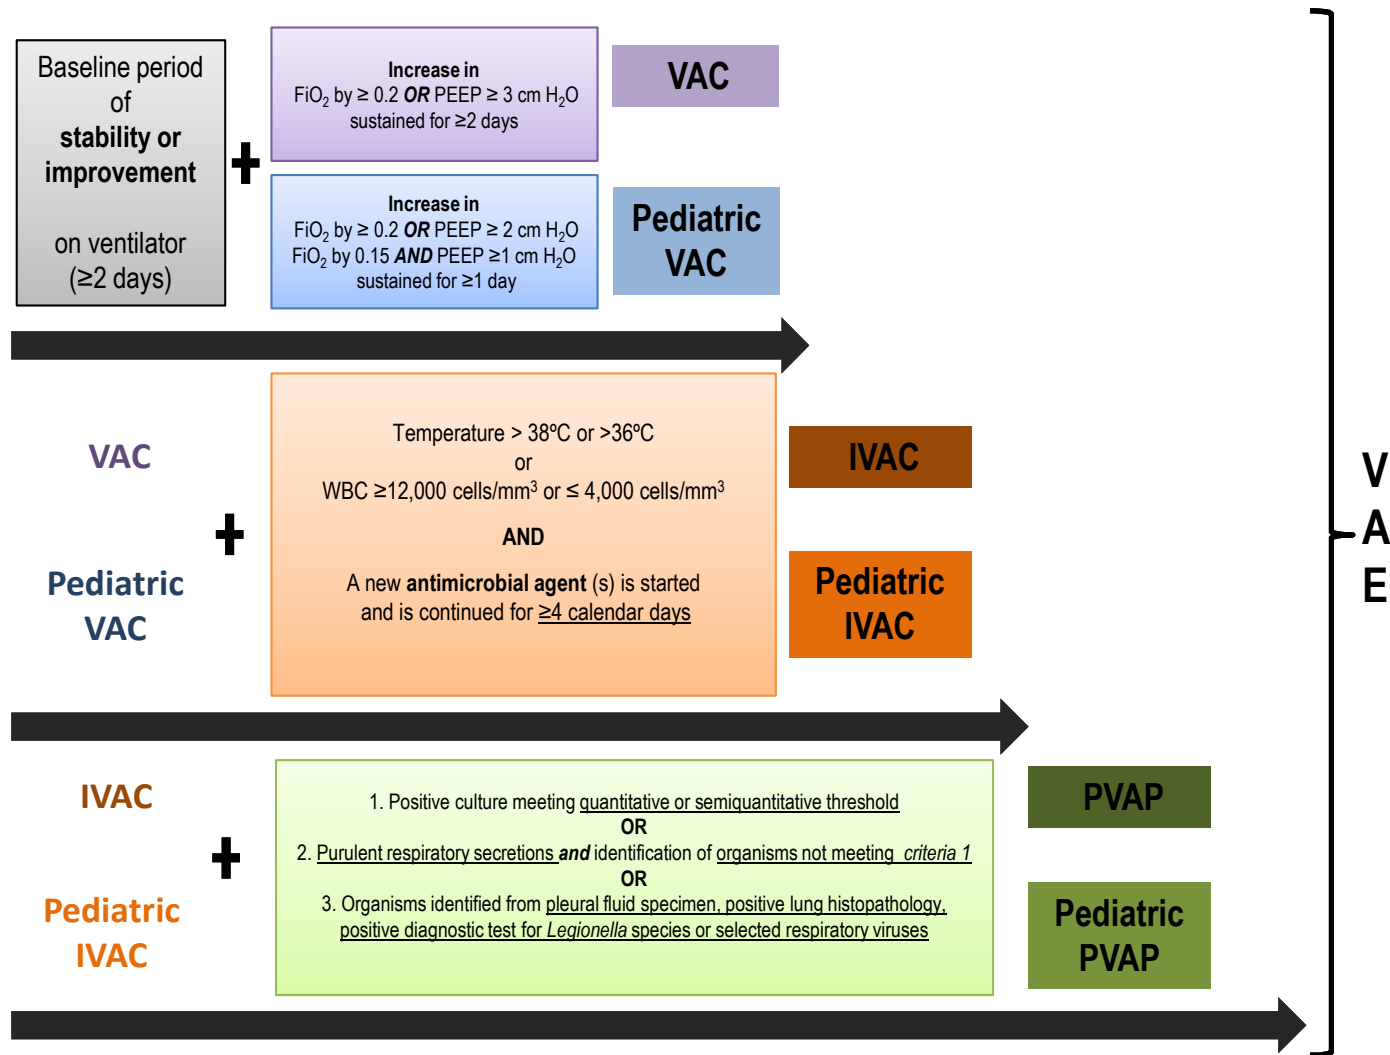 Baseline period
of
stability or
improvement
on ventilator
(≥2 days)
+
Increase in
FiO₂ by ≥ 0.2 OR PEEP ≥ 3 cm H₂O
sustained for ≥2 days
VAC
Increase in
FiO₂ by ≥ 0.2 OR PEEP ≥ 2 cm H₂O
FiO₂ by 0.15 AND PEEP ≥1 cm H₂O
sustained for ≥1 day
Pediatric
VAC
VAC
Pediatric
VAC
+
Temperature > 38ºC or >36ºC
or
WBC ≥12,000 cells/mm³ or ≤ 4,000 cells/mm³
AND
A new antimicrobial agent (s) is started
and is continued for ≥4 calendar days
IVAC
Pediatric
IVAC
IVAC
Pediatric
IVAC
+
1. Positive culture meeting quantitative or semiquantitative threshold
OR
2. Purulent respiratory secretions and identification of organisms not meeting criteria 1
OR
3. Organisms identified from pleural fluid specimen, positive lung histopathology,
positive diagnostic test for Legionella species or selected respiratory viruses
PVAP
Pediatric
PVAP
V
A
E